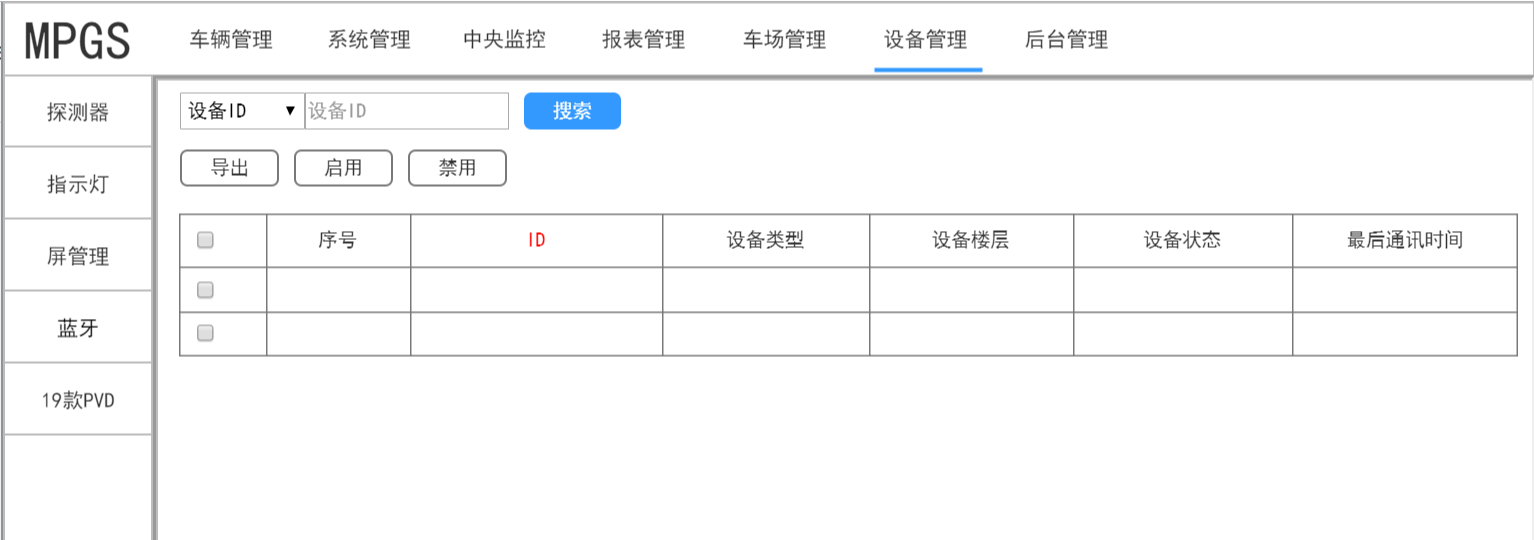 MPGS 车辆管理 系统管理 中央监控 报表管理 车场管理 设备管理 后台管理
探测器
指示灯
屏管理
蓝牙
19款PVD
设备ID ▼ 设备ID 搜索
导出 启用 禁用
序号 ID 设备类型 设备楼层 设备状态 最后通讯时间